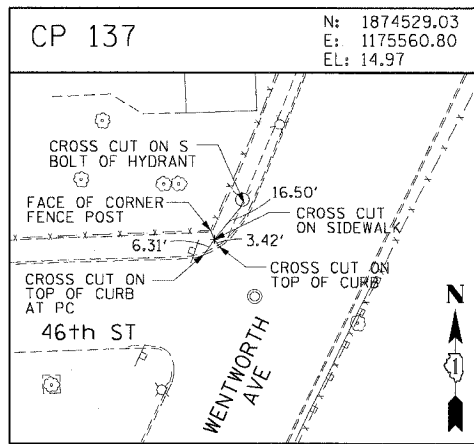 CP 137
N: 1874529.03
E: 1175560.80
EL: 14.97
CROSS CUT ON S
BOLT OF HYDRANT
16.50'
FACE OF CORNER
FENCE POST
CROSS CUT
ON SIDEWALK
6.31'
3.42'
CROSS CUT ON
TOP OF CURB
AT PC
CROSS CUT ON
TOP OF CURB
46th ST
WENTWORTH
AVE
N
1